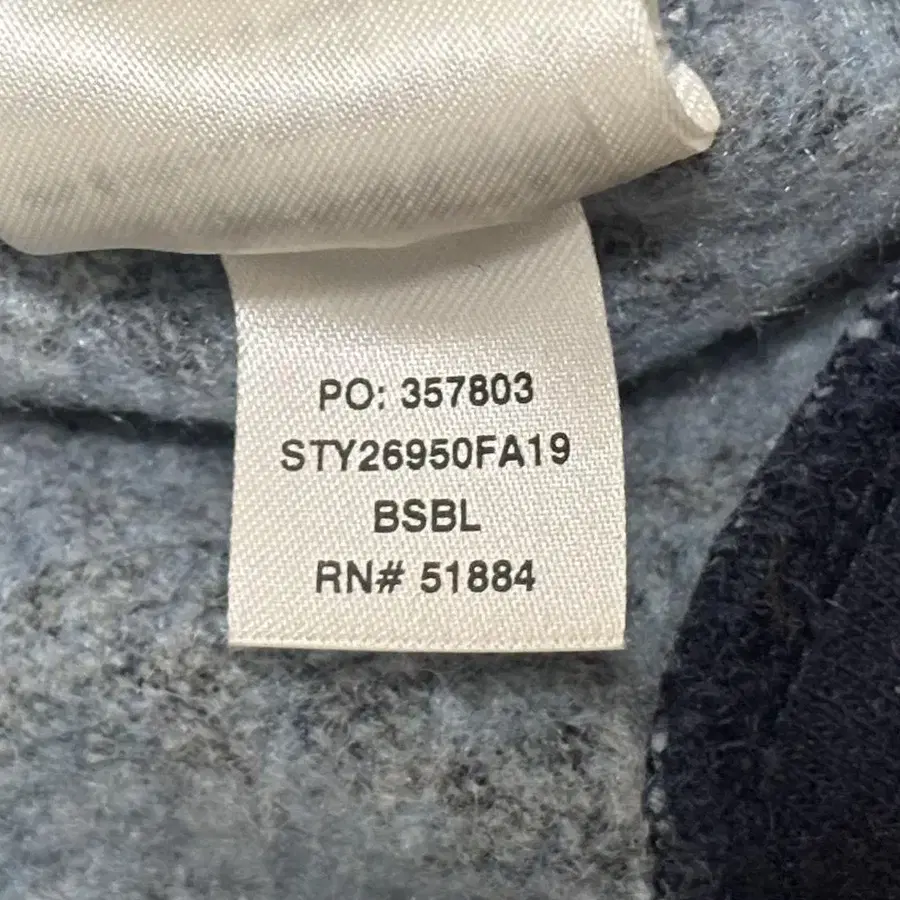 PO: 357803
STY26950FA19
BSBL
RN# 51884